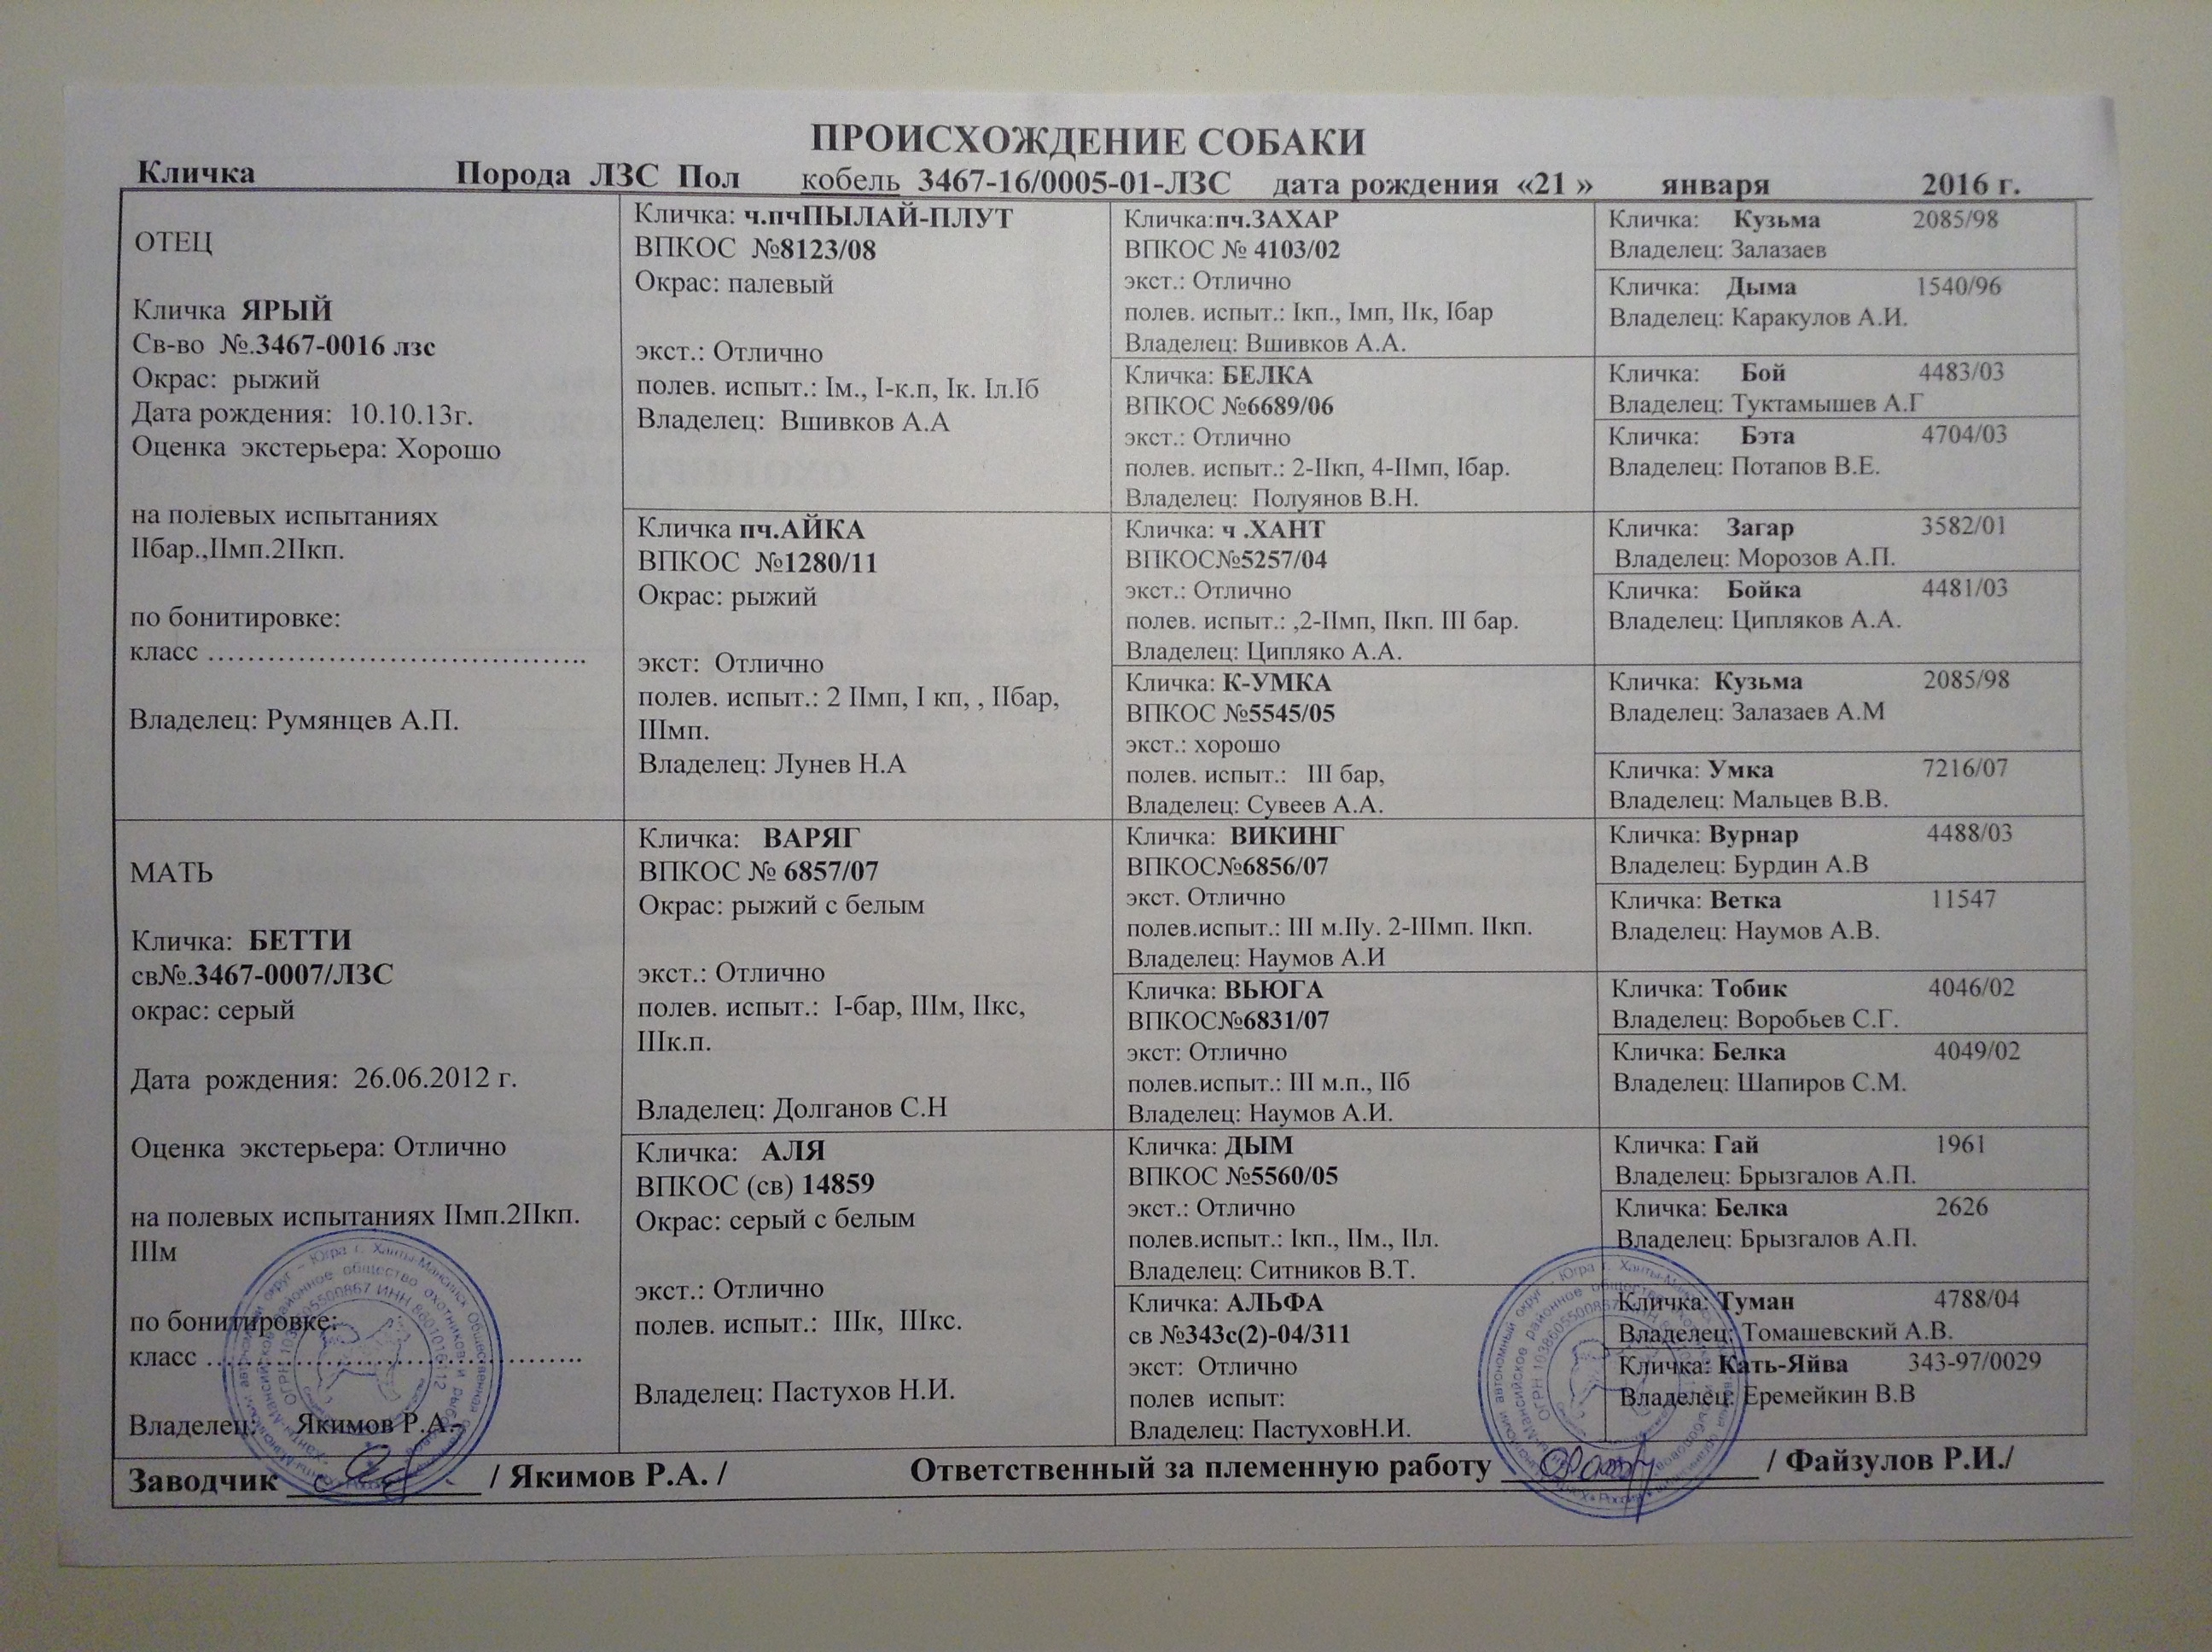 ПРОИСХОЖДЕНИЕ СОБАКИ
Кличка Порода ЛЗС Пол кобель 3467-16/0005-01-ЛЗС дата рождения «21 » января 2016 г.
ОТЕЦ
Кличка ЯРЫЙ
Св-во №.3467-0016 лзс
Окрас: рыжий
Дата рождения: 10.10.13г.
Оценка экстерьера: Хорошо
на полевых испытаниях
IIбар.,IIмп.2IIкп.
по бонитировке:
класс ……………………………….
Владелец: Румянцев А.П.
МАТЬ
Кличка: БЕТТИ
св№.3467-0007/ЛЗС
окрас: серый
Дата рождения: 26.06.2012 г.
Оценка экстерьера: Отлично
на полевых испытаниях IIмп.2IIкп.
IIIм
по бонитировке:
класс ……………………………….
Владелец: Якимов Р.А.
Кличка: ч.пчПЫЛАЙ-ПЛУТ
ВПКОС №8123/08
Окрас: палевый
экст.: Отлично
полев. испыт.: Iм., I-к.п, Iк. Iл.Iб
Владелец: Вшивков А.А
Кличка пч.АЙКА
ВПКОС №1280/11
Окрас: рыжий
экст: Отлично
полев. испыт.: 2 IIмп, I кп, , IIбар,
IIIмп.
Владелец: Лунев Н.А
Кличка: ВАРЯГ
ВПКОС № 6857/07
Окрас: рыжий с белым
экст.: Отлично
полев. испыт.: I-бар, IIIм, IIкс,
IIIк.п.
Владелец: Долганов С.Н
Кличка: АЛЯ
ВПКОС (св) 14859
Окрас: серый с белым
экст.: Отлично
полев. испыт.: IIIк, IIIкс.
Владелец: Пастухов Н.И.
Кличка:пч.ЗАХАР
ВПКОС № 4103/02
экст.: Отлично
полев. испыт.: Iкп., Iмп, IIк, Iбар
Владелец: Вшивков А.А.
Кличка: БЕЛКА
ВПКОС №6689/06
экст.: Отлично
полев. испыт.: 2-IIкп, 4-IIмп, Iбар.
Владелец: Полуянов В.Н.
Кличка: ч .ХАНТ
ВПКОС№5257/04
экст.: Отлично
полев. испыт.: ,2-IIмп, IIкп. III бар.
Владелец: Ципляко А.А.
Кличка: К-УМКА
ВПКОС №5545/05
экст.: хорошо
полев. испыт.: III бар,
Владелец: Сувеев А.А.
Кличка: ВИКИНГ
ВПКОС№6856/07
экст. Отлично
полев.испыт.: III м.IIу. 2-IIIмп. IIкп.
Владелец: Наумов А.И
Кличка: ВЬЮГА
ВПКОС№6831/07
экст: Отлично
полев.испыт.: III м.п., IIб
Владелец: Наумов А.И.
Кличка: ДЫМ
ВПКОС №5560/05
экст.: Отлично
полев.испыт.: Iкп., IIм., IIл.
Владелец: Ситников В.Т.
Кличка: АЛЬФА
св №343с(2)-04/311
экст: Отлично
полев испыт:
Владелец: ПастуховН.И.
Кличка: Кузьма 2085/98
Владелец: Залазаев
Кличка: Дыма 1540/96
Владелец: Каракулов А.И.
Кличка: Бой 4483/03
Владелец: Туктамышев А.Г
Кличка: Бэта 4704/03
Владелец: Потапов В.Е.
Кличка: Загар 3582/01
Владелец: Морозов А.П.
Кличка: Бойка 4481/03
Владелец: Ципляков А.А.
Кличка: Кузьма 2085/98
Владелец: Залазаев А.М
Кличка: Умка 7216/07
Владелец: Мальцев В.В.
Кличка: Вурнар 4488/03
Владелец: Бурдин А.В
Кличка: Ветка 11547
Владелец: Наумов А.В.
Кличка: Тобик 4046/02
Владелец: Воробьев С.Г.
Кличка: Белка 4049/02
Владелец: Шапиров С.М.
Кличка: Гай 1961
Владелец: Брызгалов А.П.
Кличка: Белка 2626
Владелец: Брызгалов А.П.
Кличка: Туман 4788/04
Владелец: Томашевский А.В.
Кличка: Кать-Яйва 343-97/0029
Владелец: Еремейкин В.В
Заводчик / Якимов Р.А. / Ответственный за племенную работу / Файзулов Р.И./